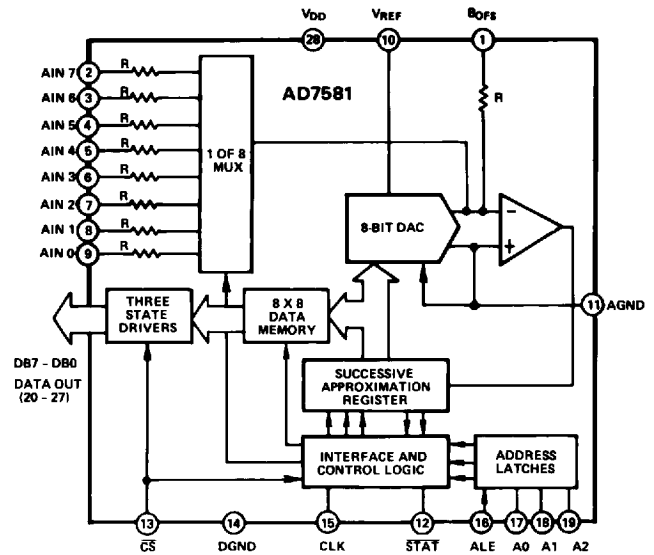 VDD VREF BOFS
28 10 1
AD7581
AIN 7 2 R
AIN 6 3 R
AIN 5 4 R
AIN 4 5 R
AIN 3 6 R
AIN 2 7 R
AIN 1 8 R
AIN 0 9 R
1 OF 8
MUX
R
8-BIT DAC
−
+
11 AGND
THREE
STATE
DRIVERS
8 X 8
DATA
MEMORY
DB7 - DB0
DATA OUT
(20 - 27)
SUCCESSIVE
APPROXIMATION
REGISTER
INTERFACE AND
CONTROL LOGIC
ADDRESS
LATCHES
13 14 15 12 16 17 18 19
C̅S̅ DGND CLK S̅T̅A̅T̅ ALE A0 A1 A2